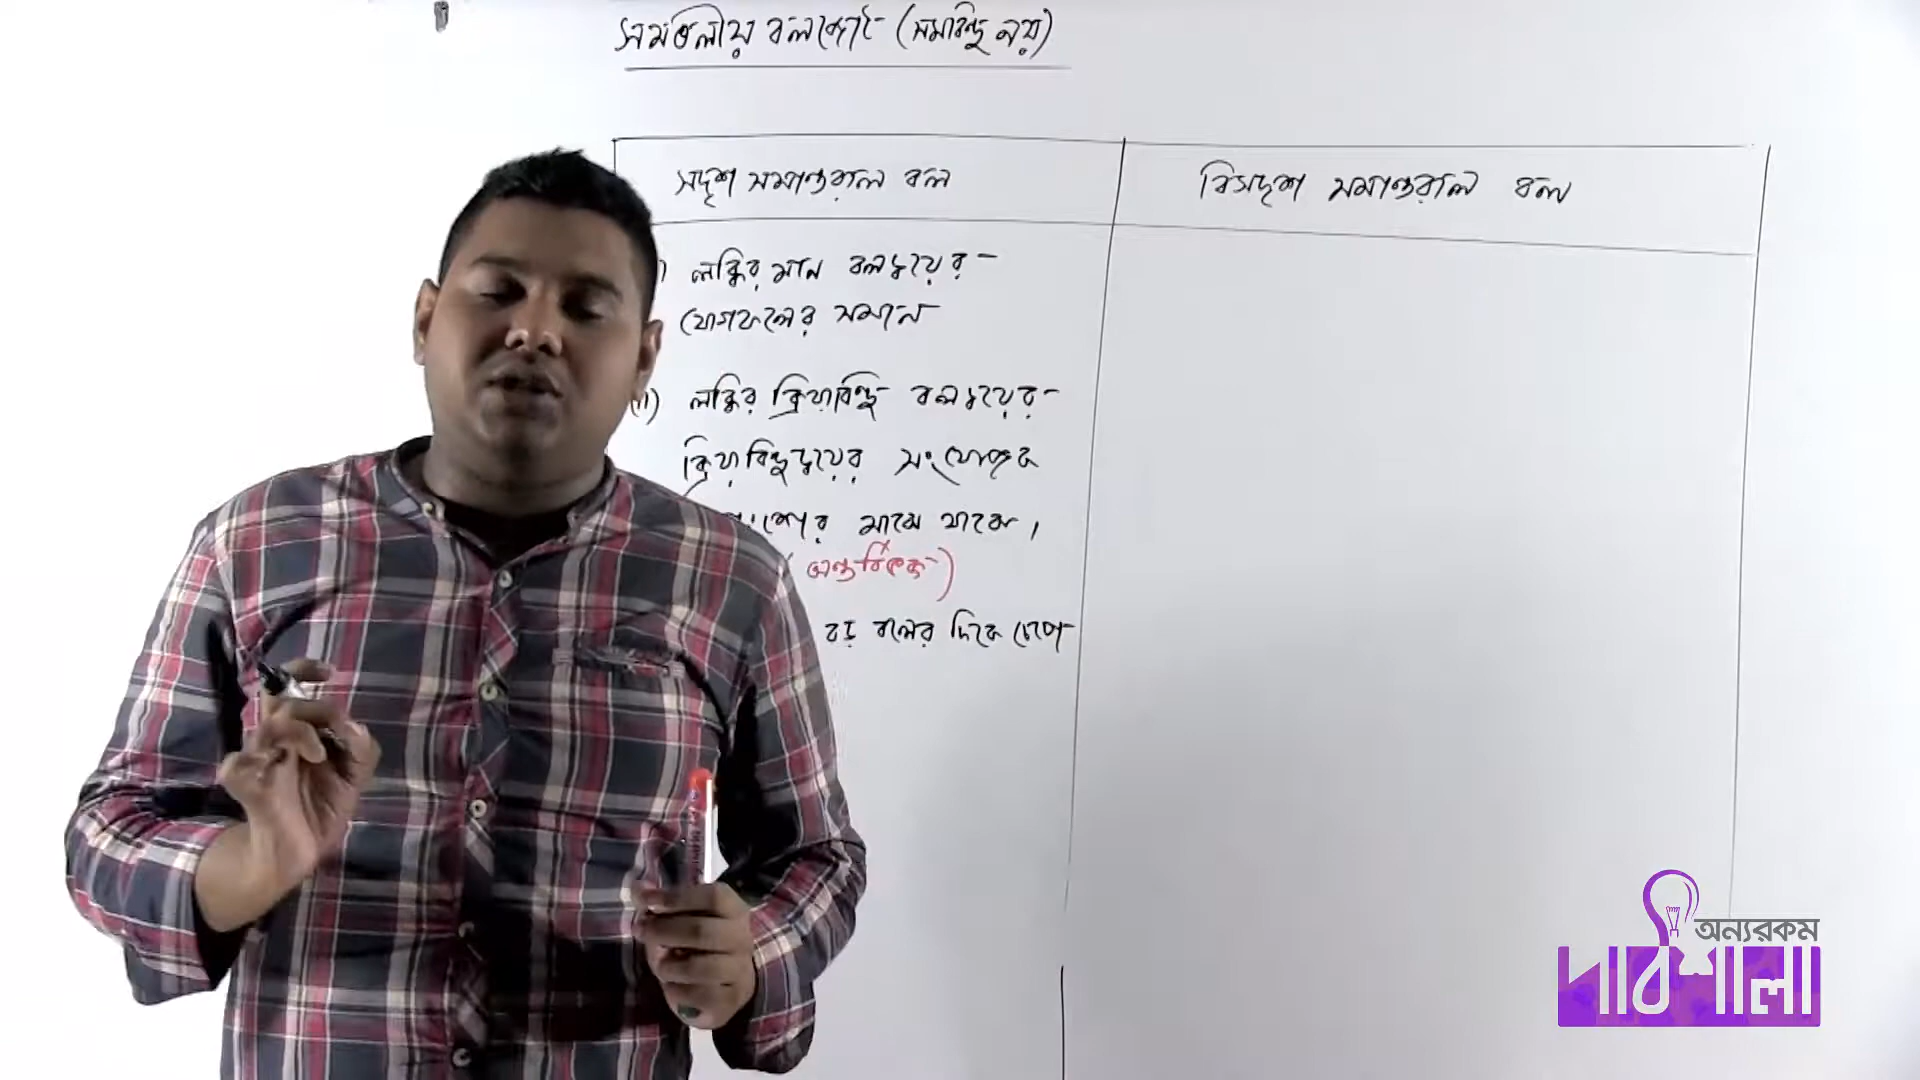 সমতলীয় বলজোট (সমবিন্দু নয়)
সদৃশ সমান্তরাল বল
বিসদৃশ সমান্তরাল বল
) লব্ধির মান বলদ্বয়ের
যোগফলের সমান
(ii) লব্ধির ক্রিয়াবিন্দু বলদ্বয়ের
ক্রিয়াবিন্দুদ্বয়ের সংযোজক
মাঝে থাকে।
(অন্তর্বিভক্ত)
বড় বলের দিকে চেপে
অন্যরকম
পাঠশালা